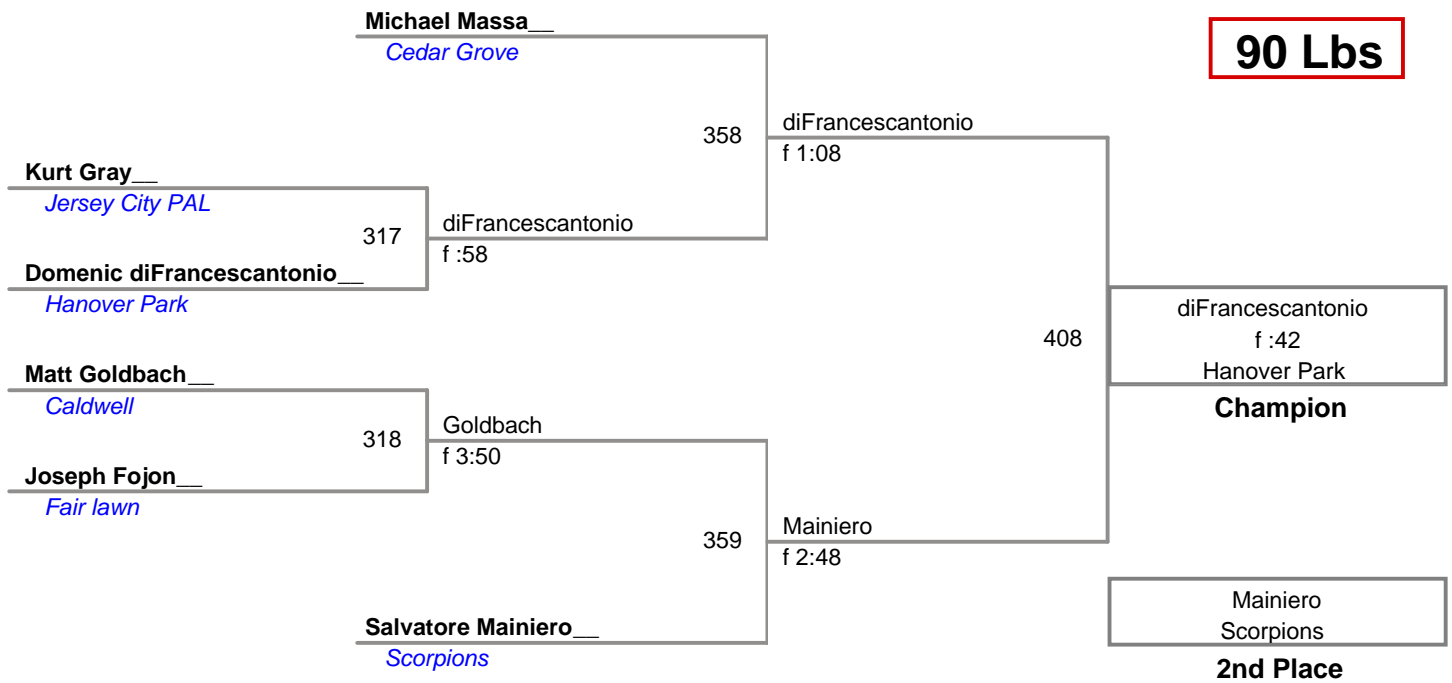 Michael Massa__
Cedar Grove
90 Lbs
358
diFrancescantonio
f 1:08
Kurt Gray__
Jersey City PAL
317
diFrancescantonio
f :58
Domenic diFrancescantonio__
Hanover Park
408
diFrancescantonio
f :42
Hanover Park
Champion
Matt Goldbach__
Caldwell
318
Goldbach
f 3:50
Joseph Fojon__
Fair lawn
359
Mainiero
f 2:48
Salvatore Mainiero__
Scorpions
Mainiero
Scorpions
2nd Place